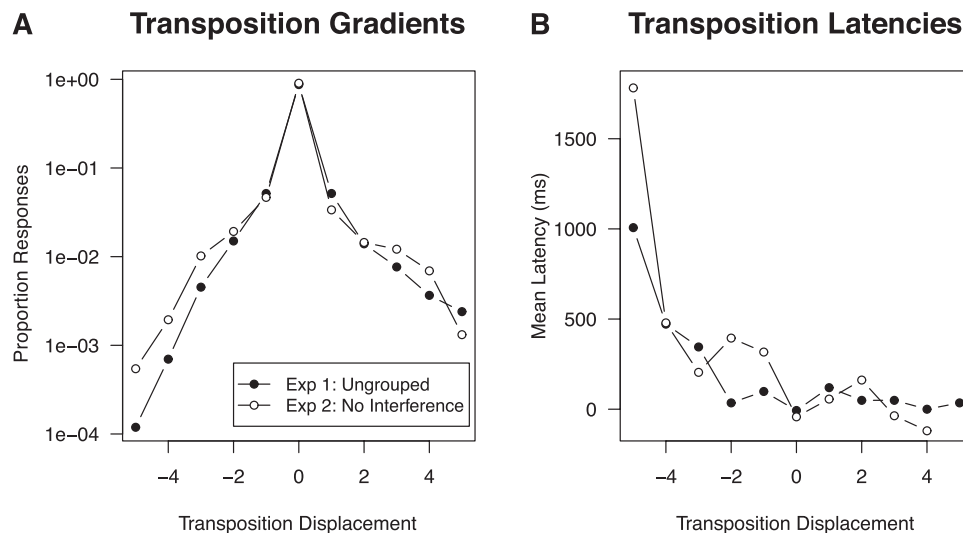 A
Transposition Gradients
Proportion Responses
1e+00
1e−01
1e−02
1e−03
1e−04
Exp 1: Ungrouped
Exp 2: No Interference
−4 −2 0 2 4
Transposition Displacement
B
Transposition Latencies
Mean Latency (ms)
1500
1000
500
0
−4 −2 0 2 4
Transposition Displacement